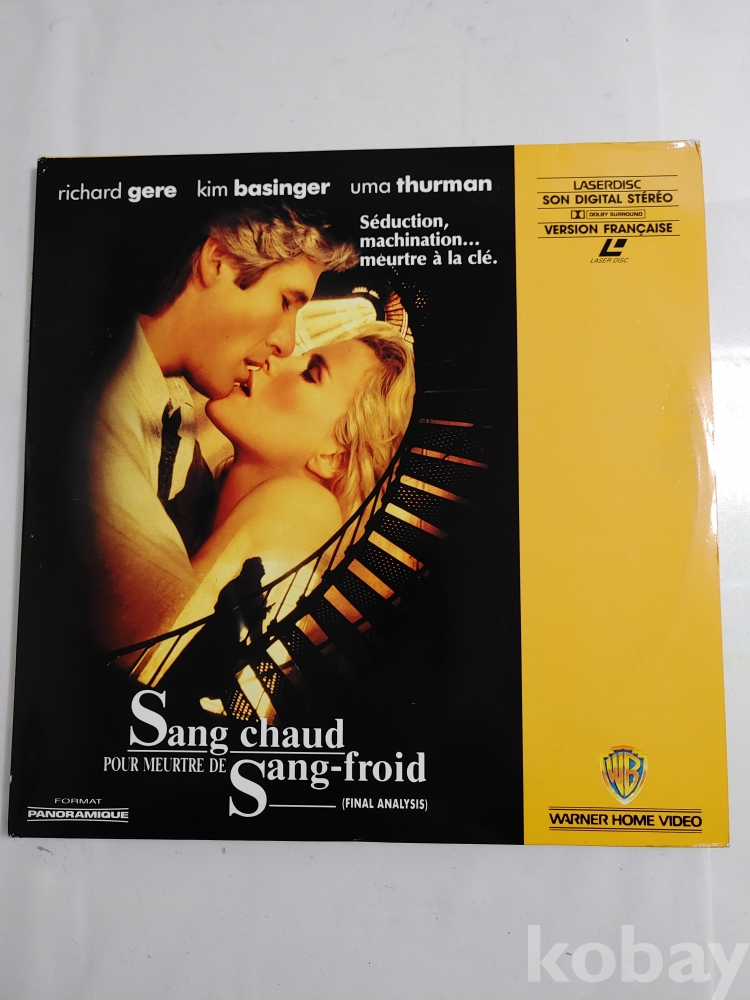 richard gere kim basinger uma thurman
Séduction,
machination...
meurtre à la clé.
LASERDISC
SON DIGITAL STÉRÉO
DOLBY SURROUND
VERSION FRANÇAISE
LASER DISC
Sang chaud
POUR MEURTRE DE Sang-froid
(FINAL ANALYSIS)
FORMAT
PANORAMIQUE
WB
WARNER HOME VIDEO
kobay